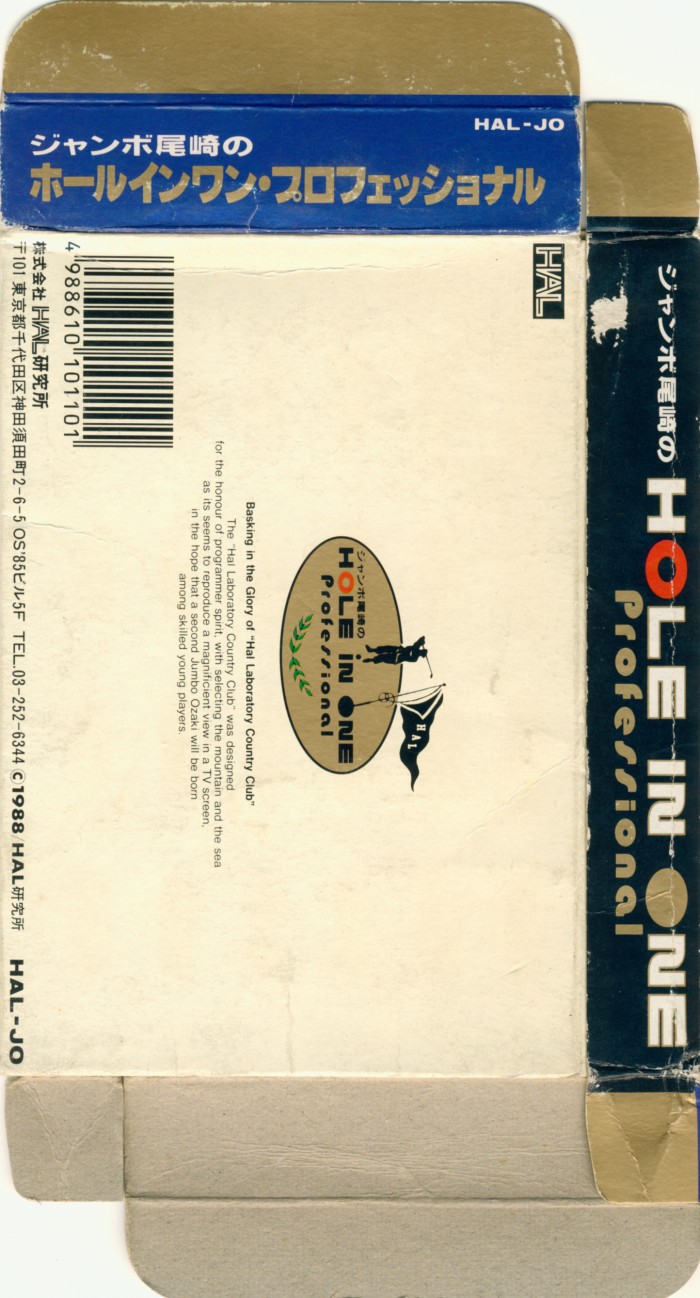 HAL-JO
ジャンボ尾崎の
ホールインワン・プロフェッショナル
HAL
ジャンボ尾崎の
HOLE IN ONE
Professional
HAL
Basking in the Glory of "Hal Laboratory Country Club"
The "Hal Laboratory Country Club" was designed
for the honour of programmer spirit, with selecting the mountain and the sea
as its seems to reproduce a magnificient view in a TV screen,
in the hope that a second Jumbo Ozaki will be born
among skilled young players.
4 988610 101101
株式会社 HAL研究所
〒101 東京都千代田区神田須田町2-6-5 OS'85ビル5F TEL.03-252-6344 ©1988 HAL研究所 HAL-JO
ジャンボ尾崎の HOLE IN ONE
Professional